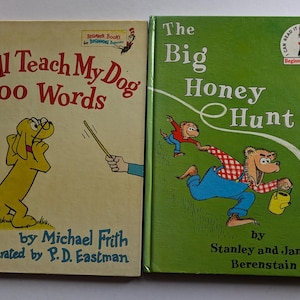 ll Teach My Dog
00 Words
by Michael Frith
rated by P.D. Eastman
The
Big
Honey
Hunt
by
Stanley and Jan
Berenstain